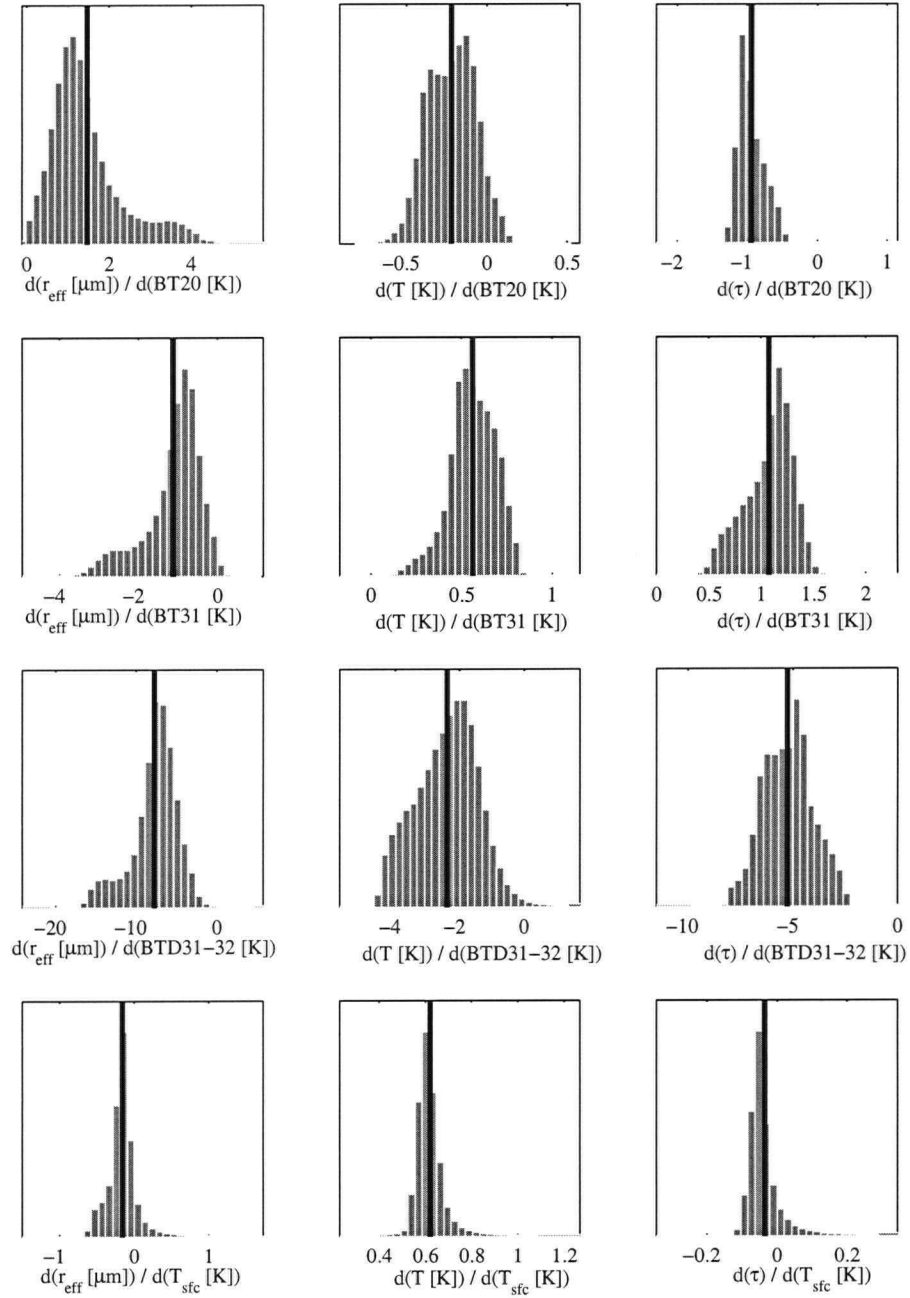 0 2 4
d(r_eff [µm]) / d(BT20 [K])
−0.5 0 0.5
d(T [K]) / d(BT20 [K])
−2 −1 0 1
d(τ) / d(BT20 [K])
−4 −2 0
d(r_eff [µm]) / d(BT31 [K])
0 0.5 1
d(T [K]) / d(BT31 [K])
0 0.5 1 1.5 2
d(τ) / d(BT31 [K])
−20 −10 0
d(r_eff [µm]) / d(BTD31−32 [K])
−4 −2 0
d(T [K]) / d(BTD31−32 [K])
−10 −5 0
d(τ) / d(BTD31−32 [K])
−1 0 1
d(r_eff [µm]) / d(T_sfc [K])
0.4 0.6 0.8 1 1.2
d(T [K]) / d(T_sfc [K])
−0.2 0 0.2
d(τ) / d(T_sfc [K])